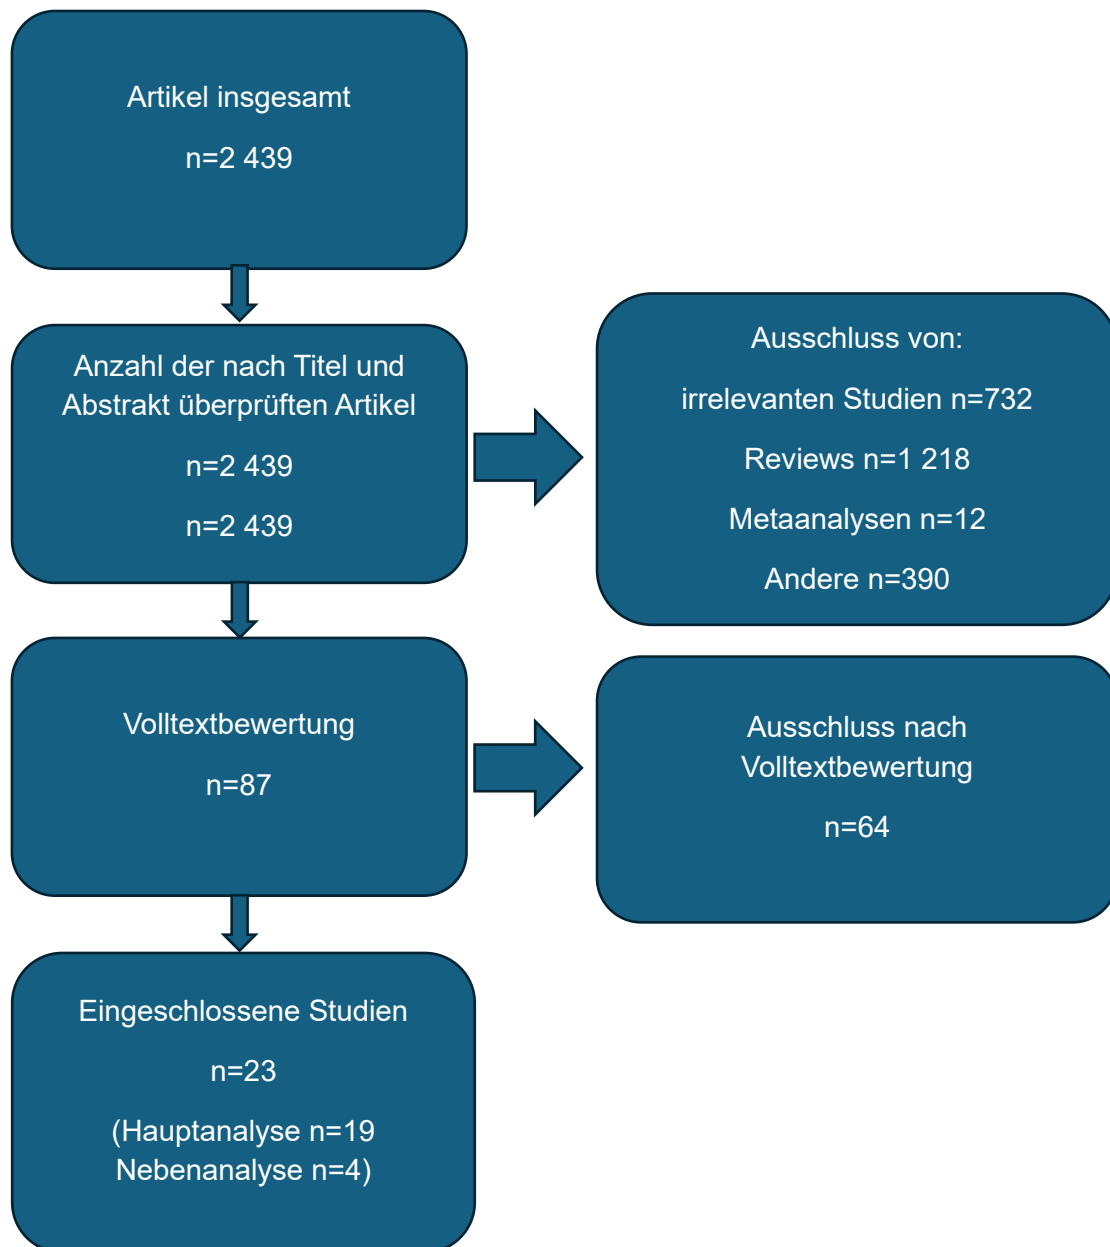 Artikel insgesamt
n=2 439
Anzahl der nach Titel und
Abstrakt überprüften Artikel
n=2 439
n=2 439
Ausschluss von:
irrelevanten Studien n=732
Reviews n=1 218
Metaanalysen n=12
Andere n=390
Volltextbewertung
n=87
Ausschluss nach
Volltextbewertung
n=64
Eingeschlossene Studien
n=23
(Hauptanalyse n=19
Nebenanalyse n=4)